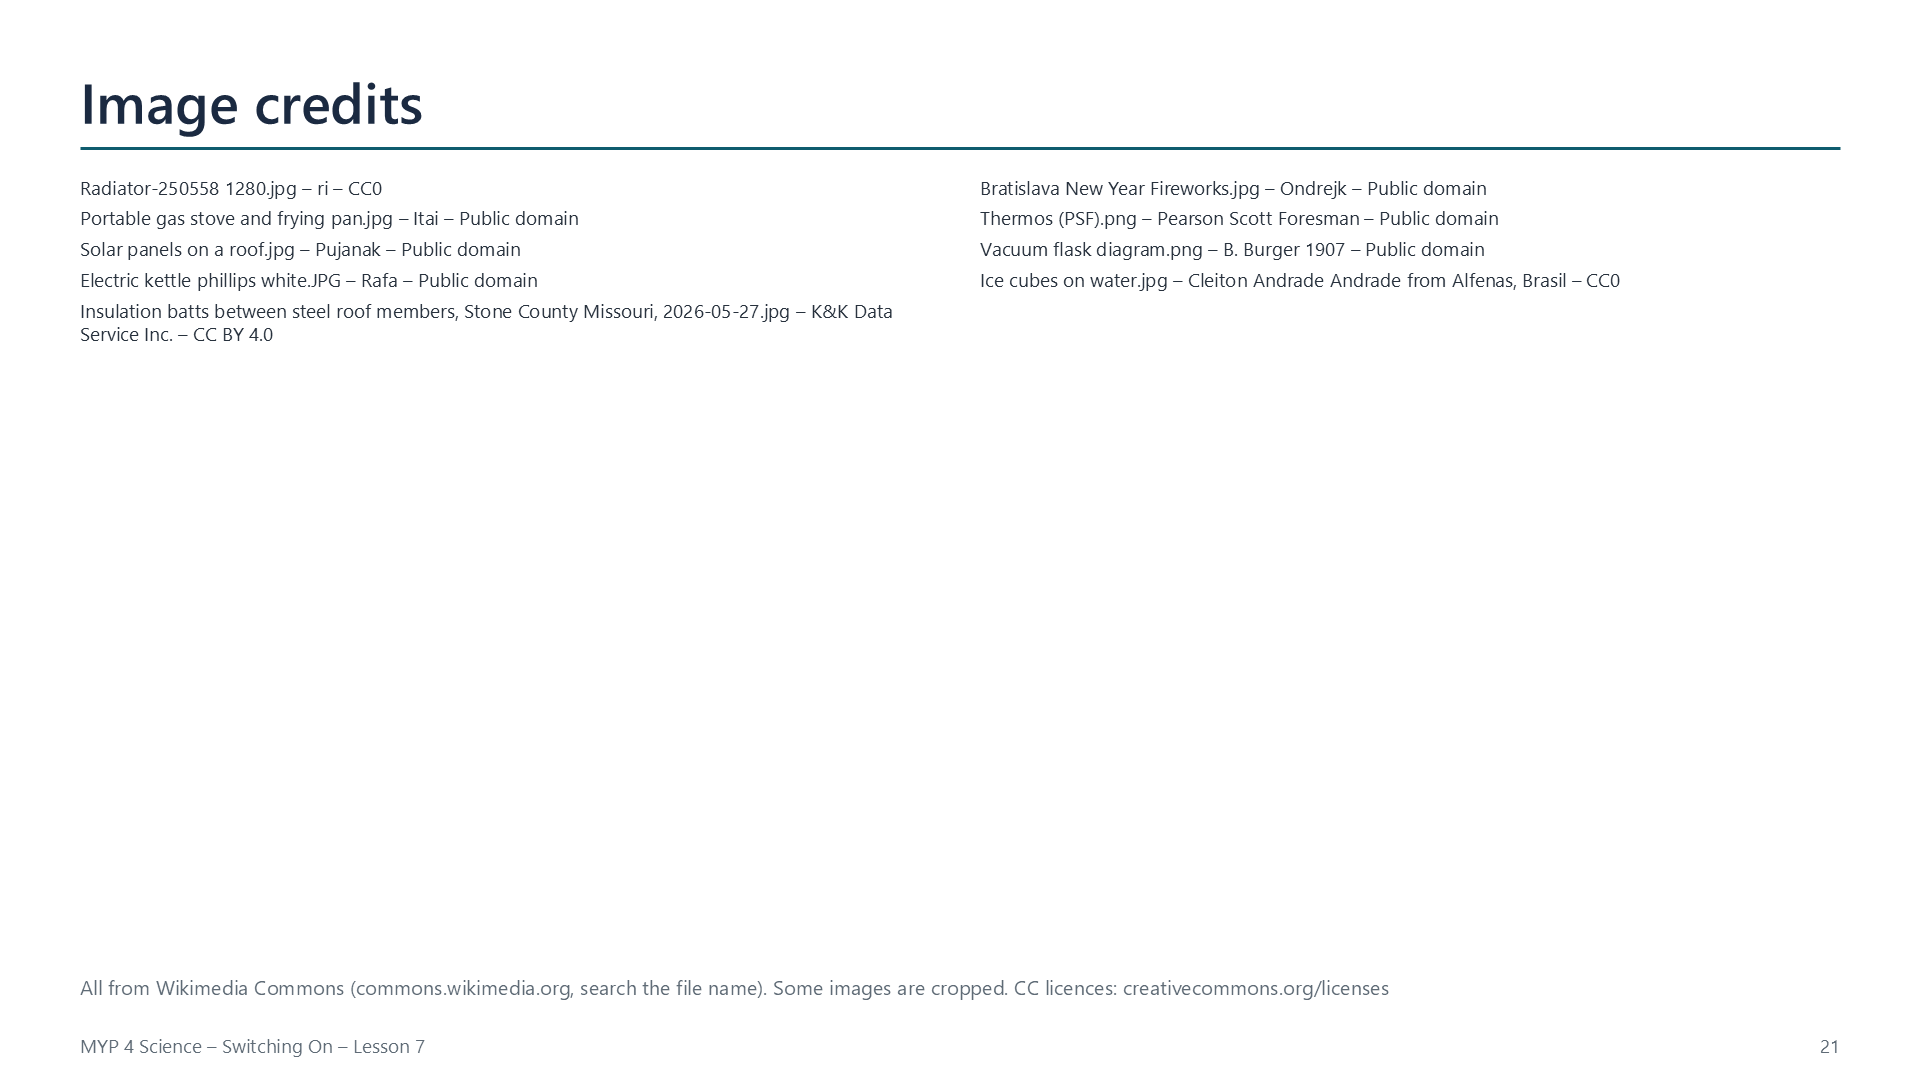 Image credits
Radiator-250558 1280.jpg – ri – CC0
Portable gas stove and frying pan.jpg – Itai – Public domain
Solar panels on a roof.jpg – Pujanak – Public domain
Electric kettle phillips white.JPG – Rafa – Public domain
Insulation batts between steel roof members, Stone County Missouri, 2026-05-27.jpg – K&K Data
Service Inc. – CC BY 4.0
Bratislava New Year Fireworks.jpg – Ondrejk – Public domain
Thermos (PSF).png – Pearson Scott Foresman – Public domain
Vacuum flask diagram.png – B. Burger 1907 – Public domain
Ice cubes on water.jpg – Cleiton Andrade Andrade from Alfenas, Brasil – CC0
All from Wikimedia Commons (commons.wikimedia.org, search the file name). Some images are cropped. CC licences: creativecommons.org/licenses
MYP 4 Science – Switching On – Lesson 7
21